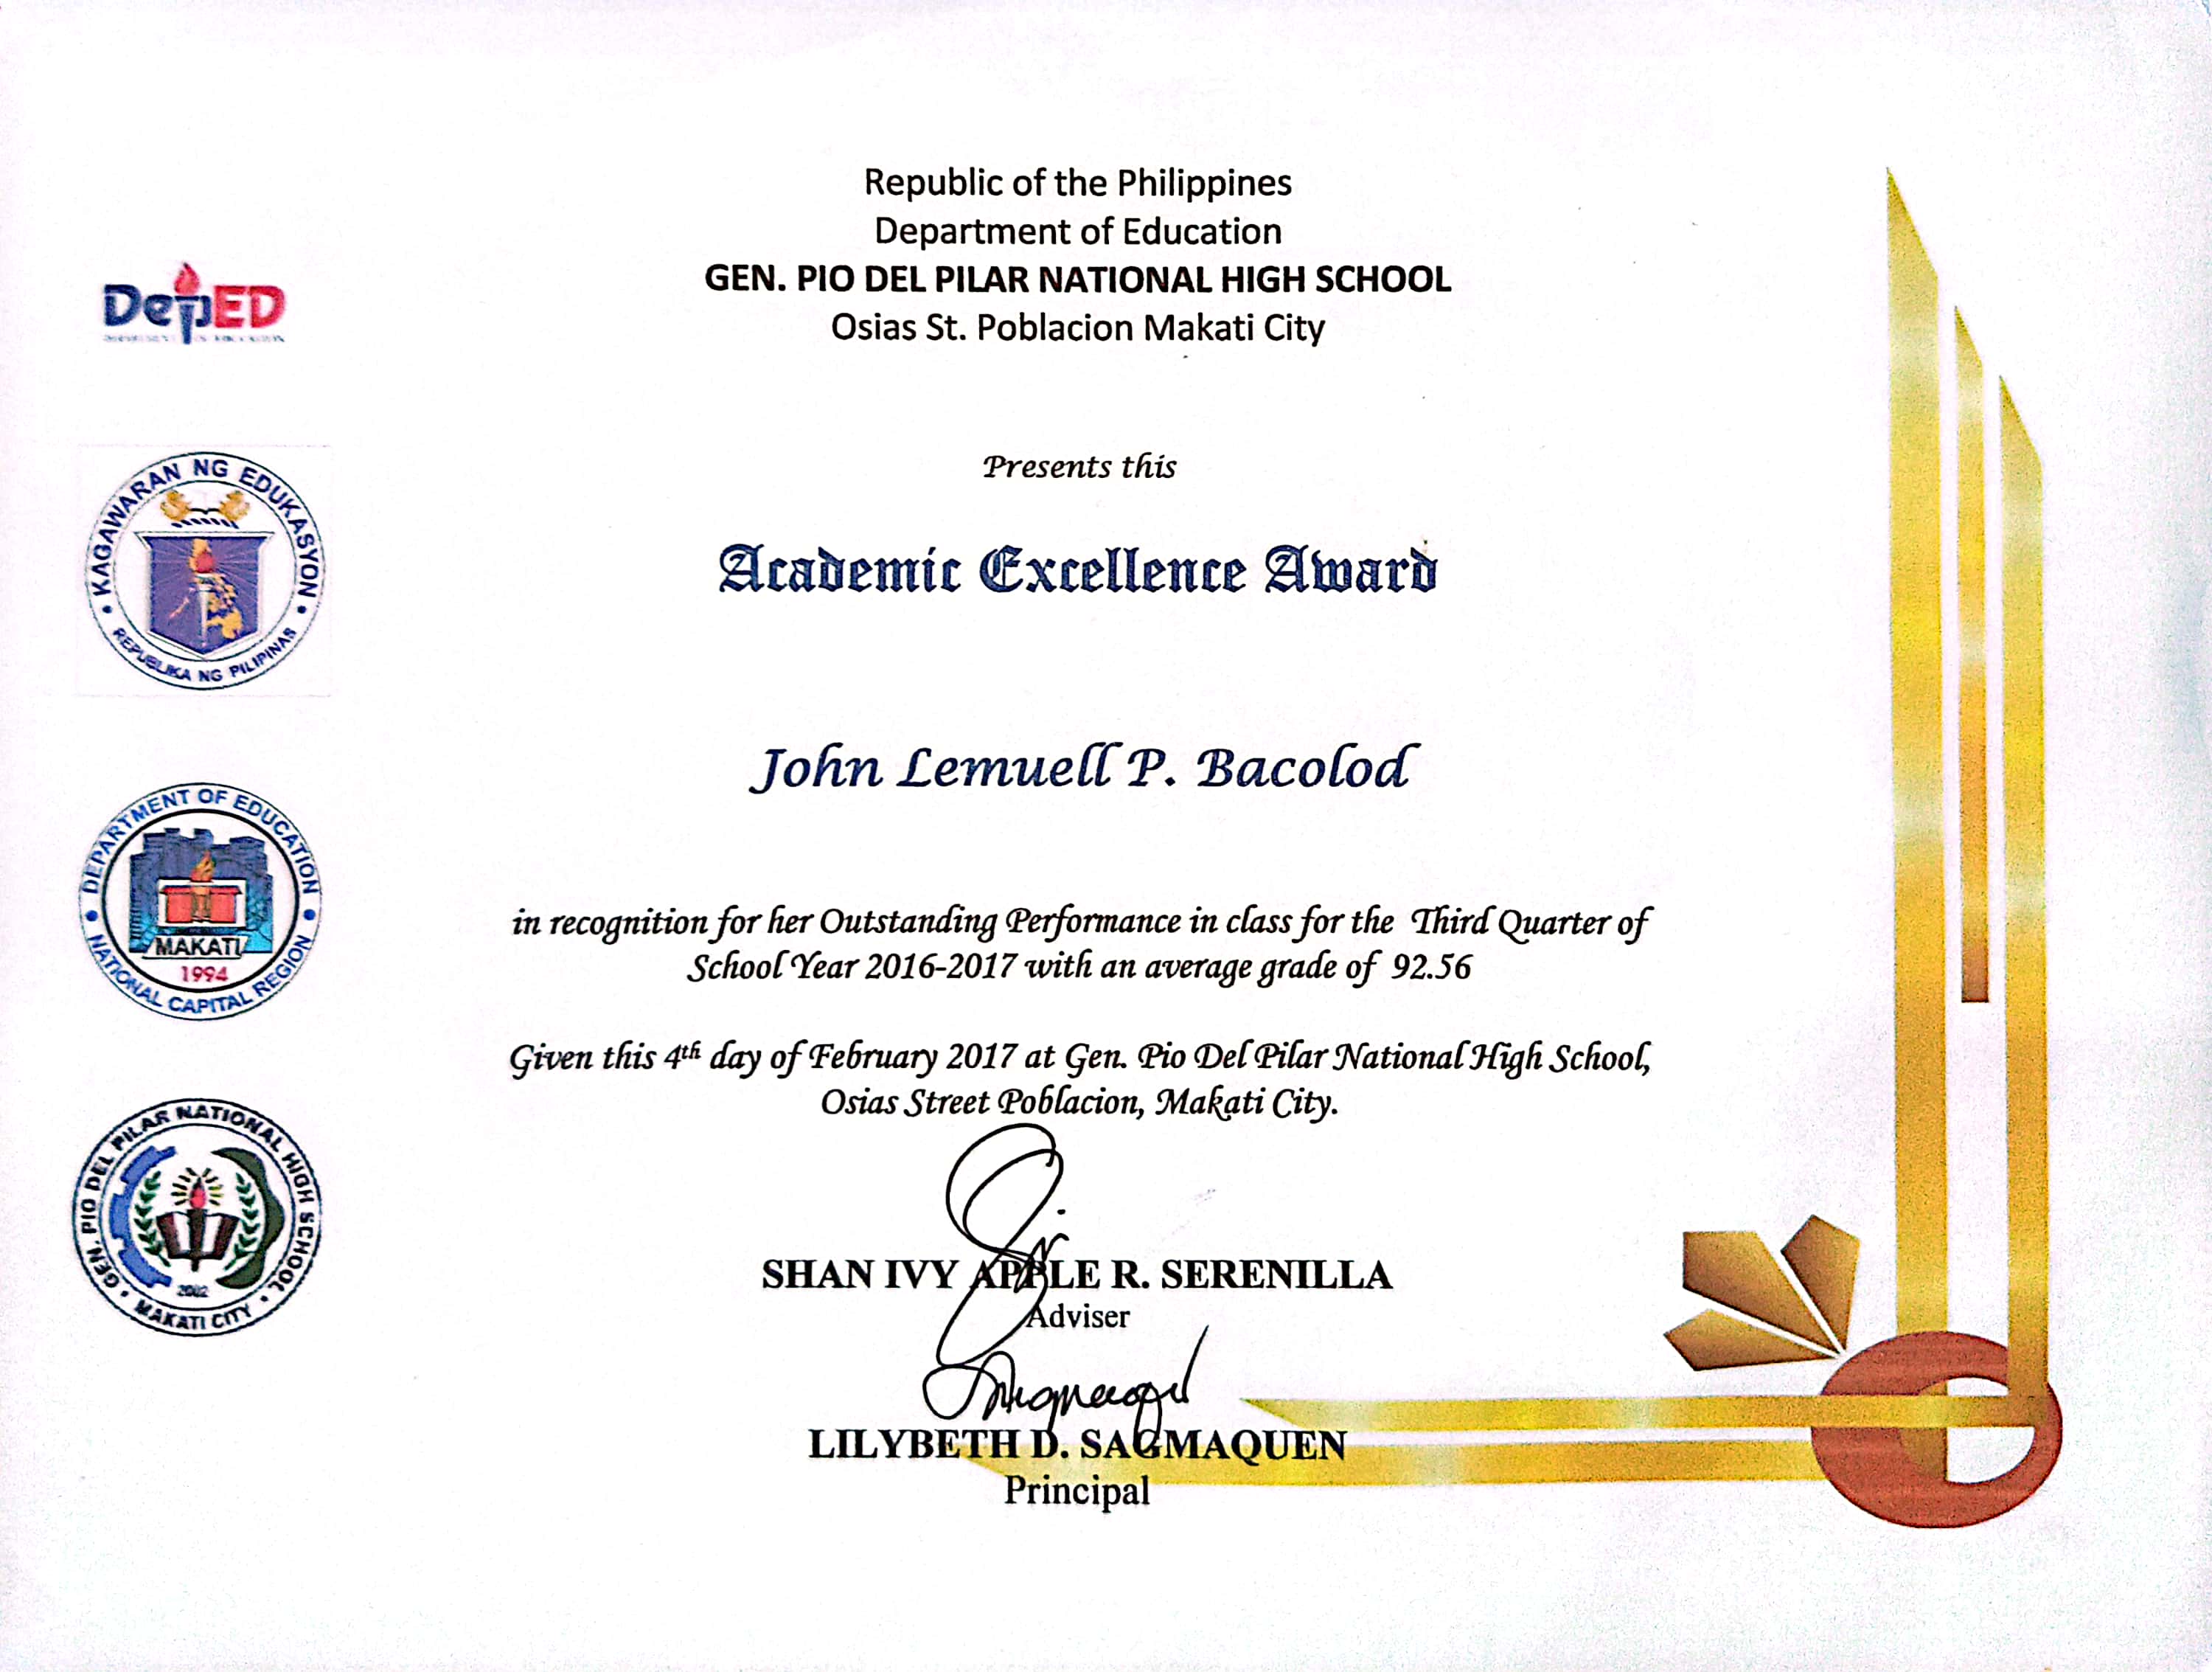 Republic of the Philippines
Department of Education
GEN. PIO DEL PILAR NATIONAL HIGH SCHOOL
Osias St. Poblacion Makati City
DepED
DEPARTMENT OF EDUCATION
KAGAWARAN NG EDUKASYON
REPUBLIKA NG PILIPINAS
DEPARTMENT OF EDUCATION
MAKATI
1994
NATIONAL CAPITAL REGION
GEN. PIO DEL PILAR NATIONAL HIGH SCHOOL
2002
MAKATI CITY
Presents this
Academic Excellence Award
John Lemuell P. Bacolod
in recognition for her Outstanding Performance in class for the Third Quarter of
School Year 2016-2017 with an average grade of 92.56
Given this 4th day of February 2017 at Gen. Pio Del Pilar National High School,
Osias Street Poblacion, Makati City.
SHAN IVY APPLE R. SERENILLA
Adviser
LILYBETH D. SAGMAQUEN
Principal